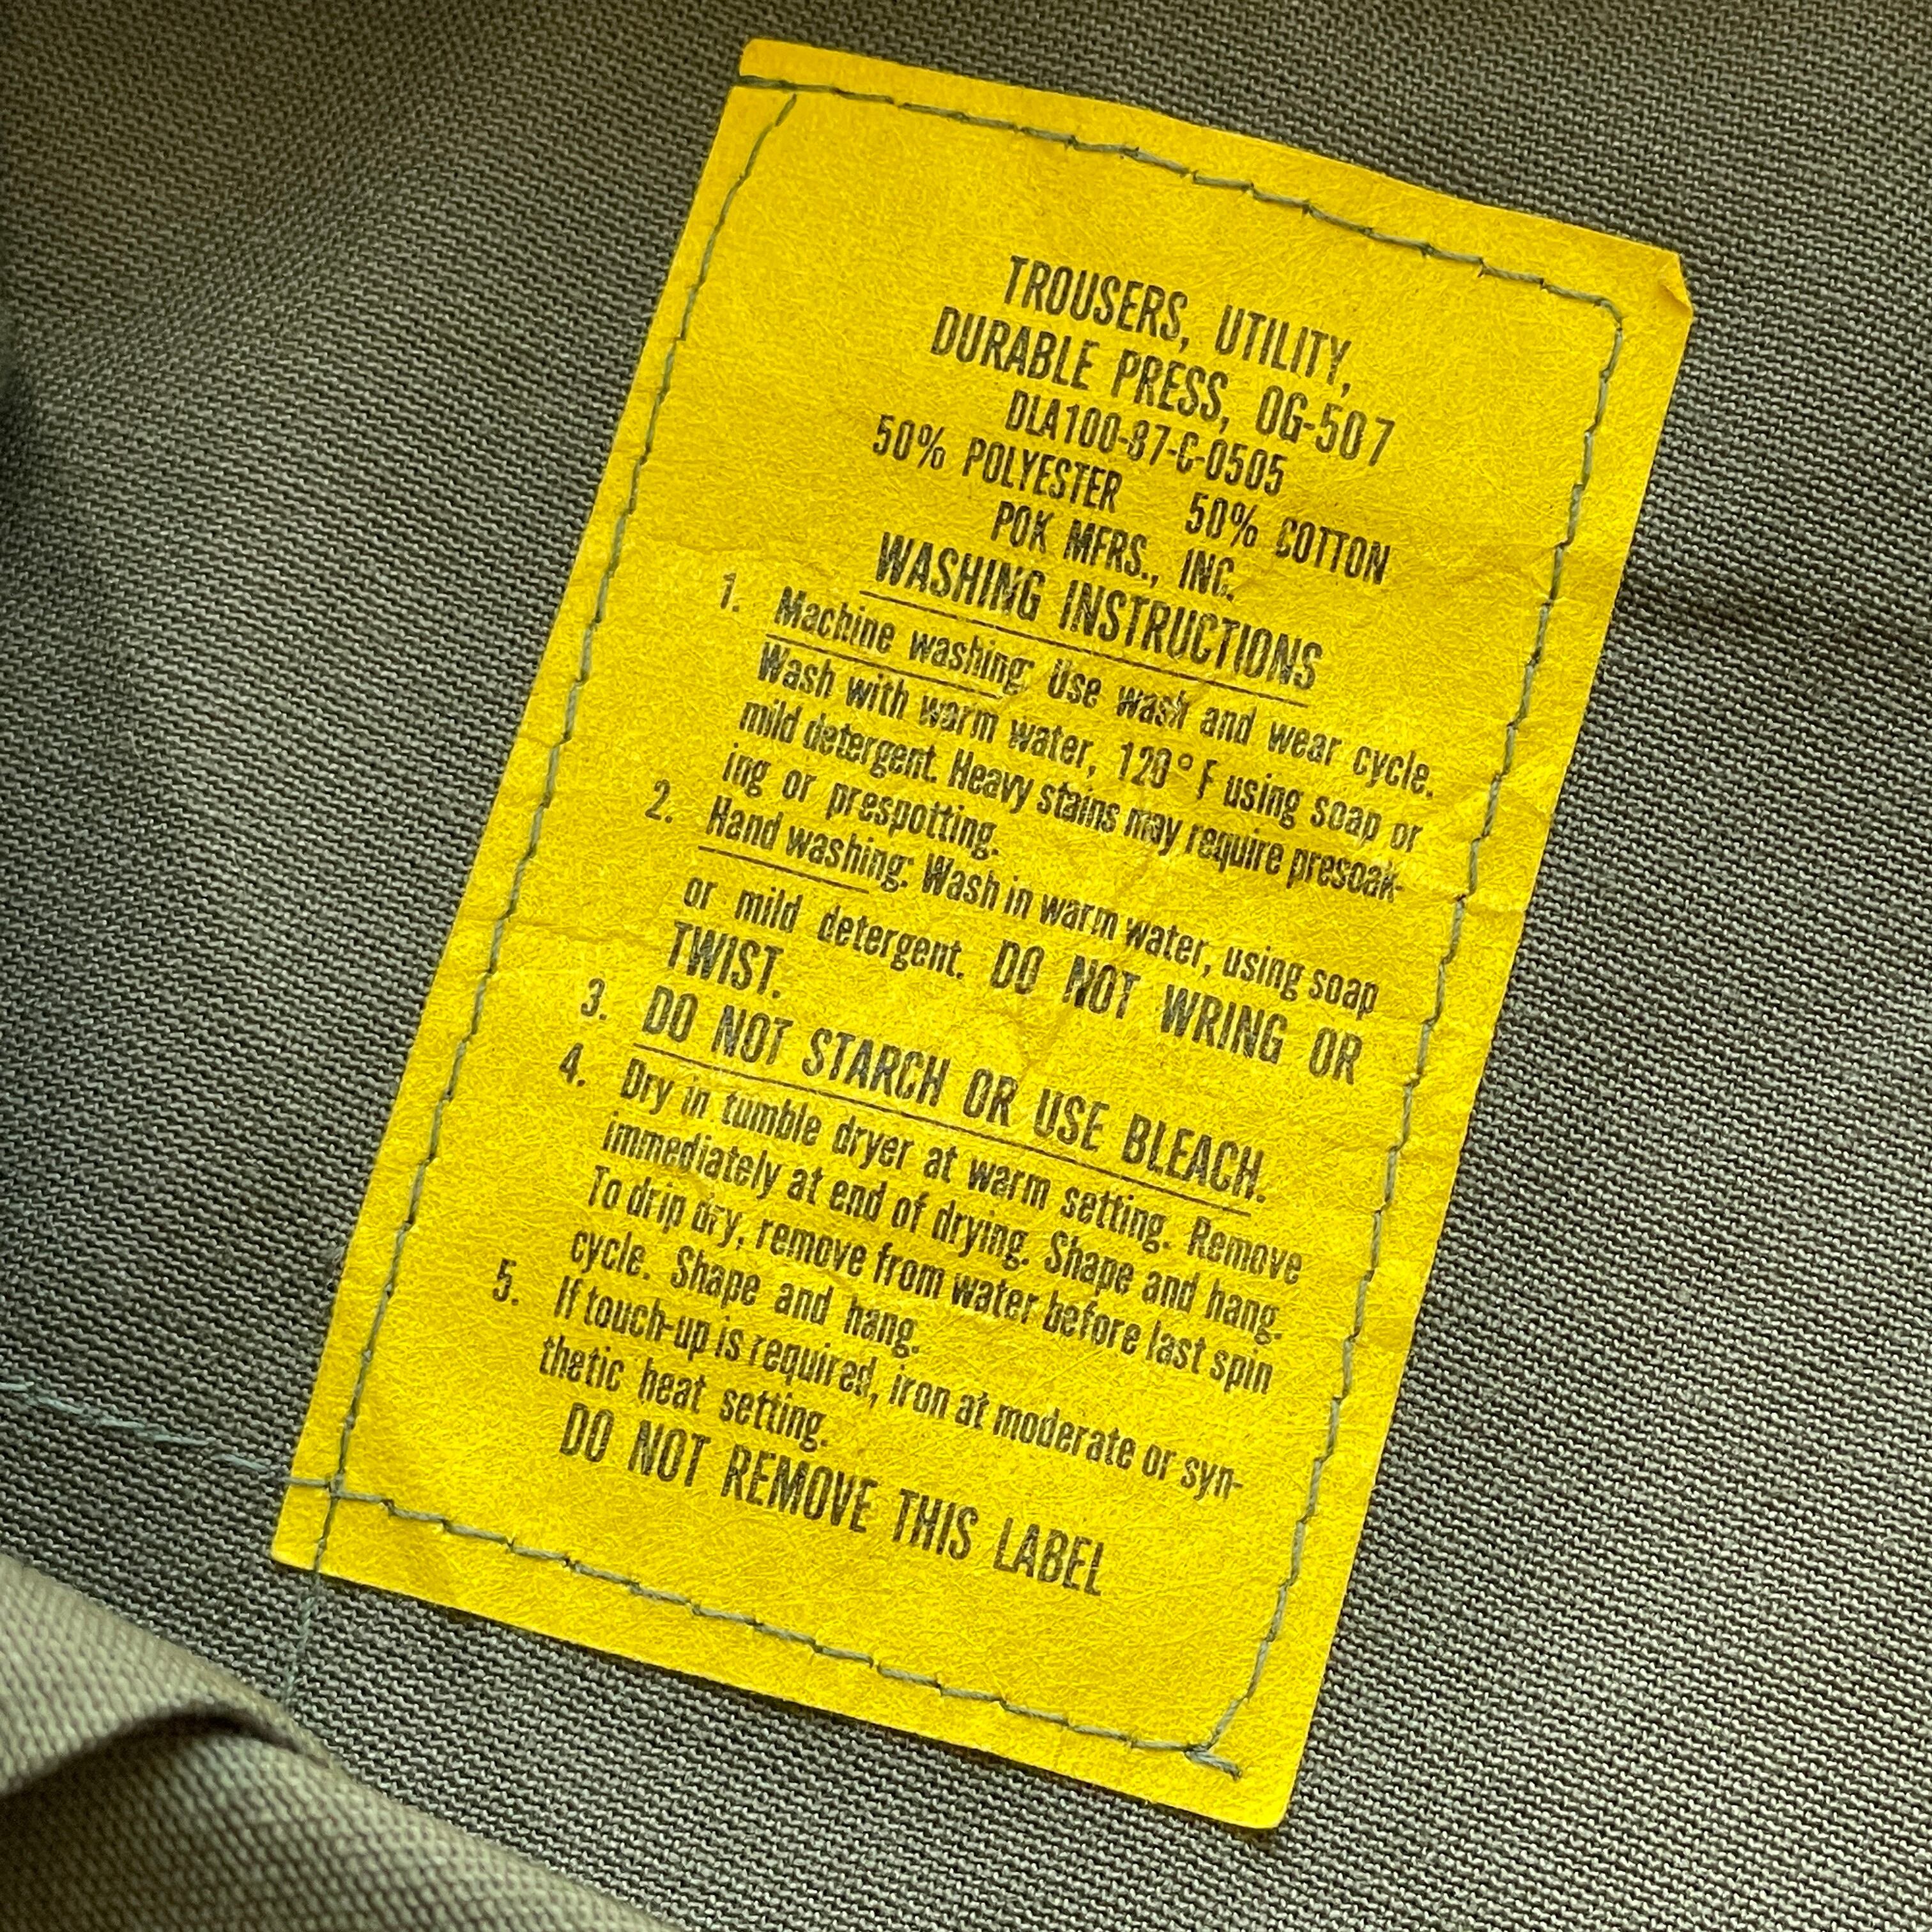 TROUSERS, UTILITY,
DURABLE PRESS, OG-507
DLA100-87-C-0505
50% POLYESTER 50% COTTON
POK MFRS., INC.
WASHING INSTRUCTIONS
1. Machine washing: Use wash and wear cycle.
Wash with warm water, 120° F using soap or
mild detergent. Heavy stains may require presoak-
ing or prespotting.
2. Hand washing: Wash in warm water, using soap
or mild detergent. DO NOT WRING OR
TWIST.
3. DO NOT STARCH OR USE BLEACH.
4. Dry in tumble dryer at warm setting. Remove
immediately at end of drying. Shape and hang.
To drip dry, remove from water before last spin
cycle. Shape and hang.
5. If touch-up is required, iron at moderate or syn-
thetic heat setting.
DO NOT REMOVE THIS LABEL